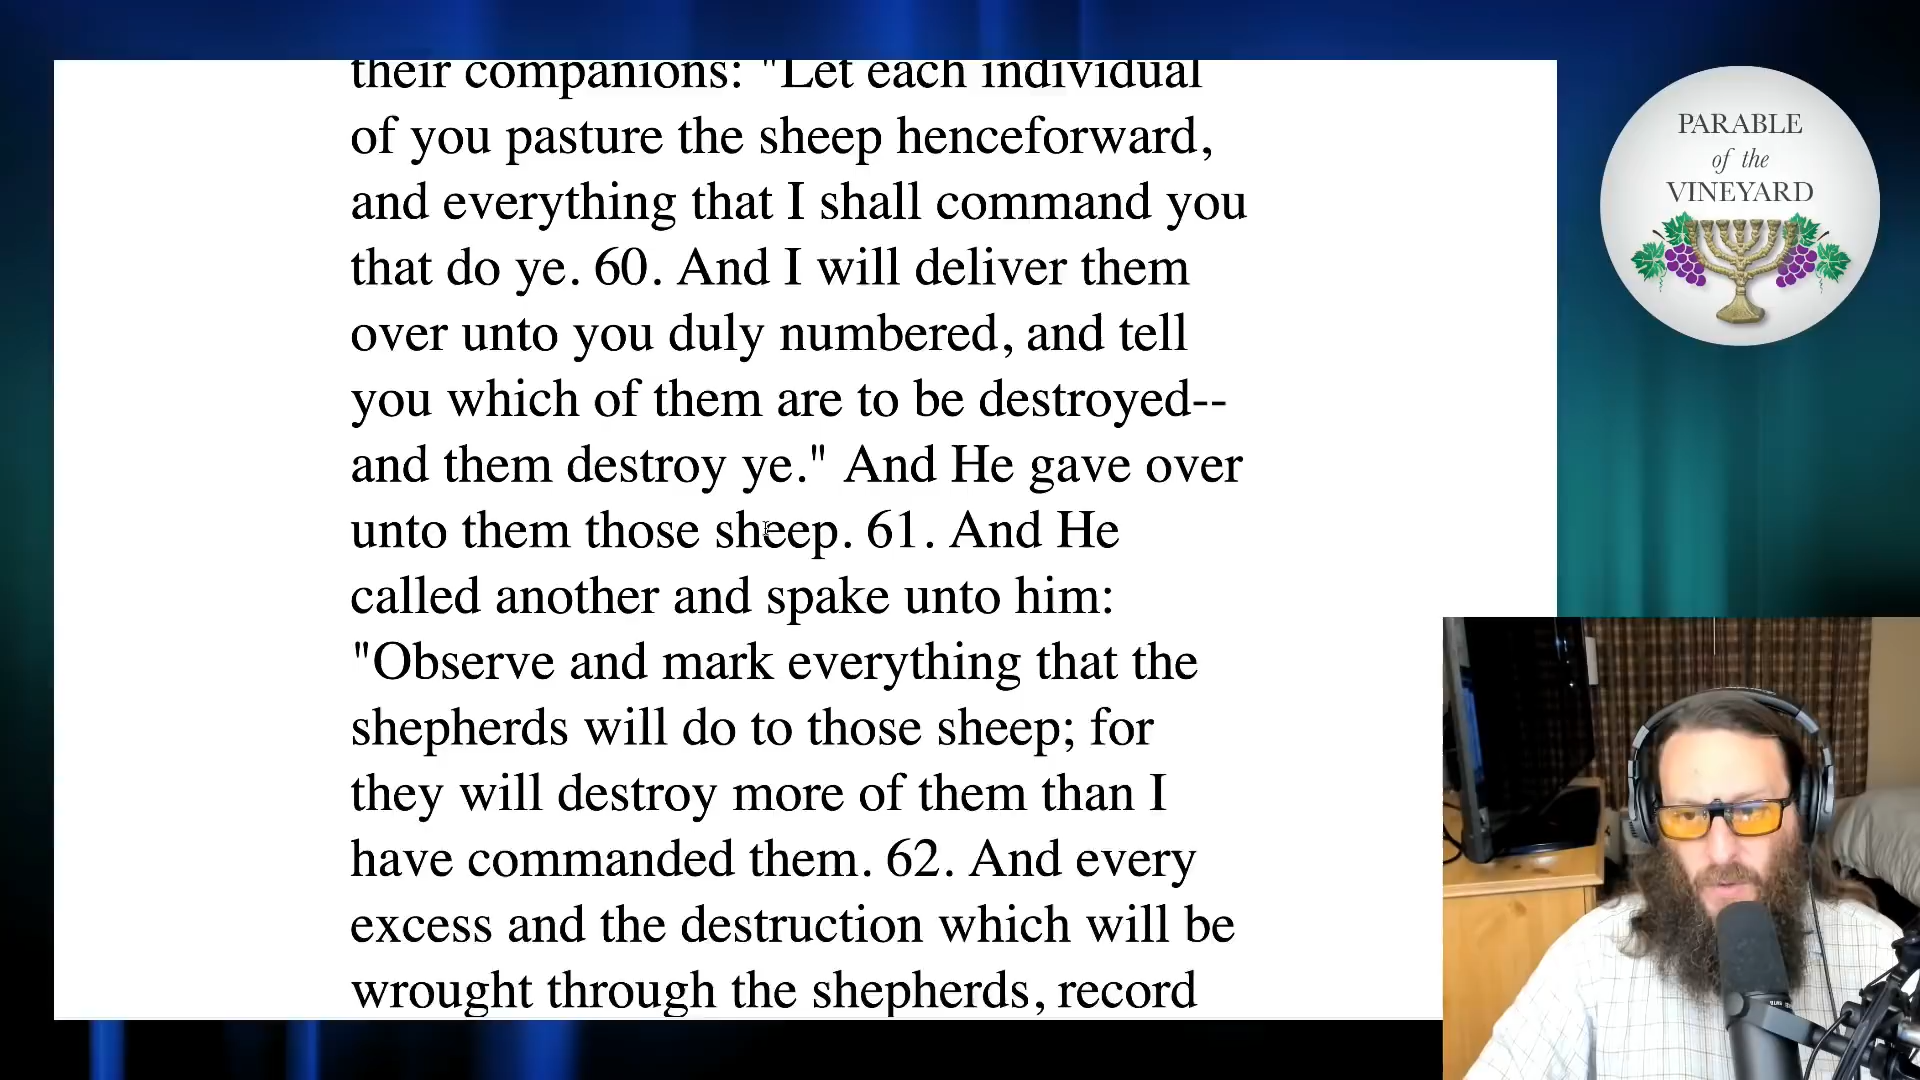 their companions: "Let each individual
of you pasture the sheep henceforward,
and everything that I shall command you
that do ye. 60. And I will deliver them
over unto you duly numbered, and tell
you which of them are to be destroyed--
and them destroy ye." And He gave over
unto them those sheep. 61. And He
called another and spake unto him:
"Observe and mark everything that the
shepherds will do to those sheep; for
they will destroy more of them than I
have commanded them. 62. And every
excess and the destruction which will be
wrought through the shepherds, record
PARABLE
of the
VINEYARD